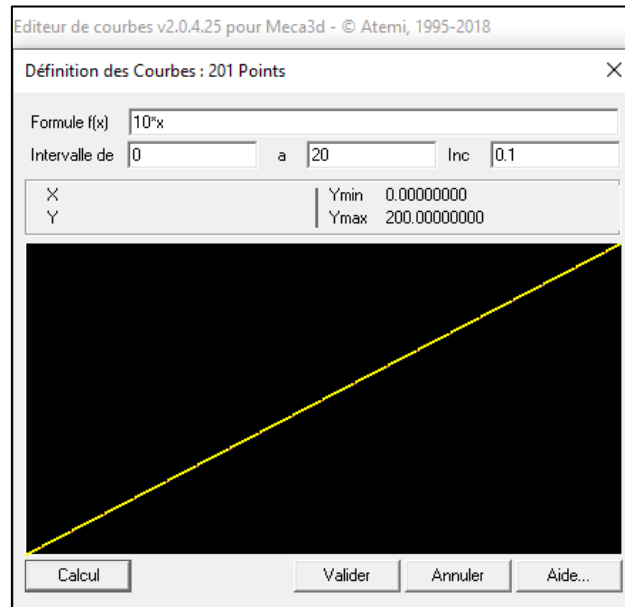 Editeur de courbes v2.0.4.25 pour Meca3d - © Atemi, 1995-2018
Définition des Courbes : 201 Points
Formule f(x) 10*x
Intervalle de 0 a 20 Inc 0.1
X Ymin 0.00000000
Y Ymax 200.00000000
Calcul Valider Annuler Aide...